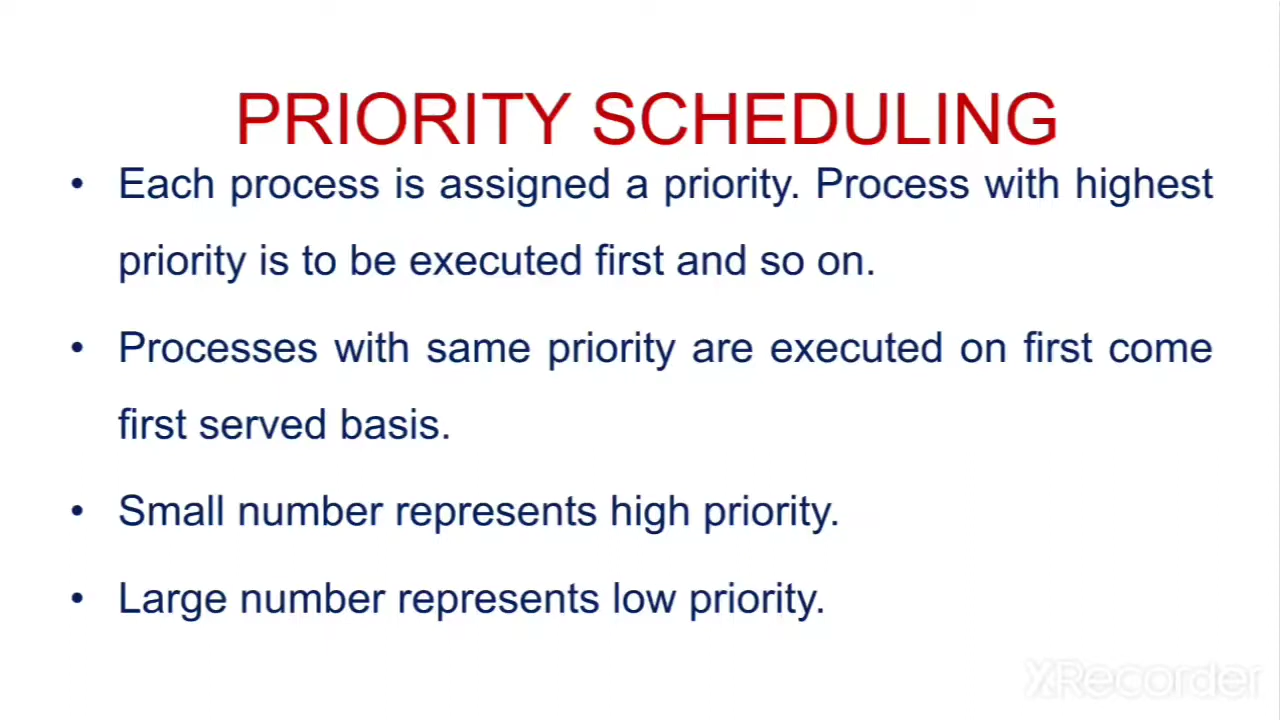 PRIORITY SCHEDULING
• Each process is assigned a priority. Process with highest
priority is to be executed first and so on.
• Processes with same priority are executed on first come
first served basis.
• Small number represents high priority.
• Large number represents low priority.
XRecorder